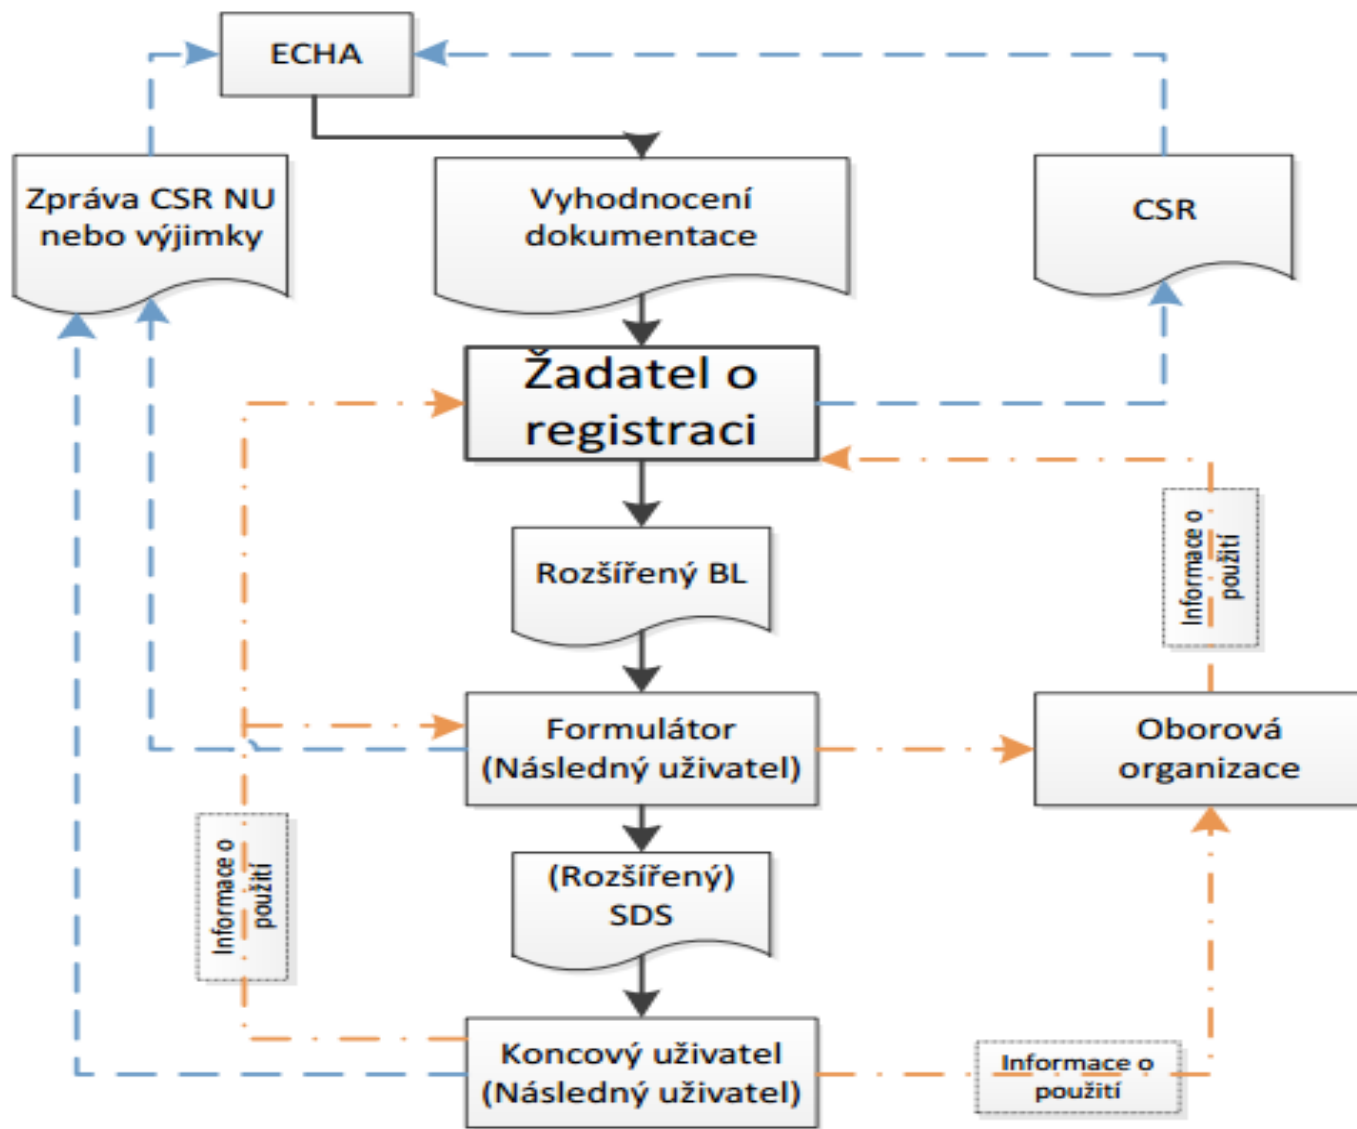 ECHA
Zpráva CSR NU
nebo výjimky
Vyhodnocení
dokumentace
CSR
Žadatel o
registraci
Rozšířený BL
Informace o
použití
Formulátor
(Následný uživatel)
Oborová
organizace
Informace o
použití
(Rozšířený)
SDS
Koncový uživatel
(Následný uživatel)
Informace o
použití